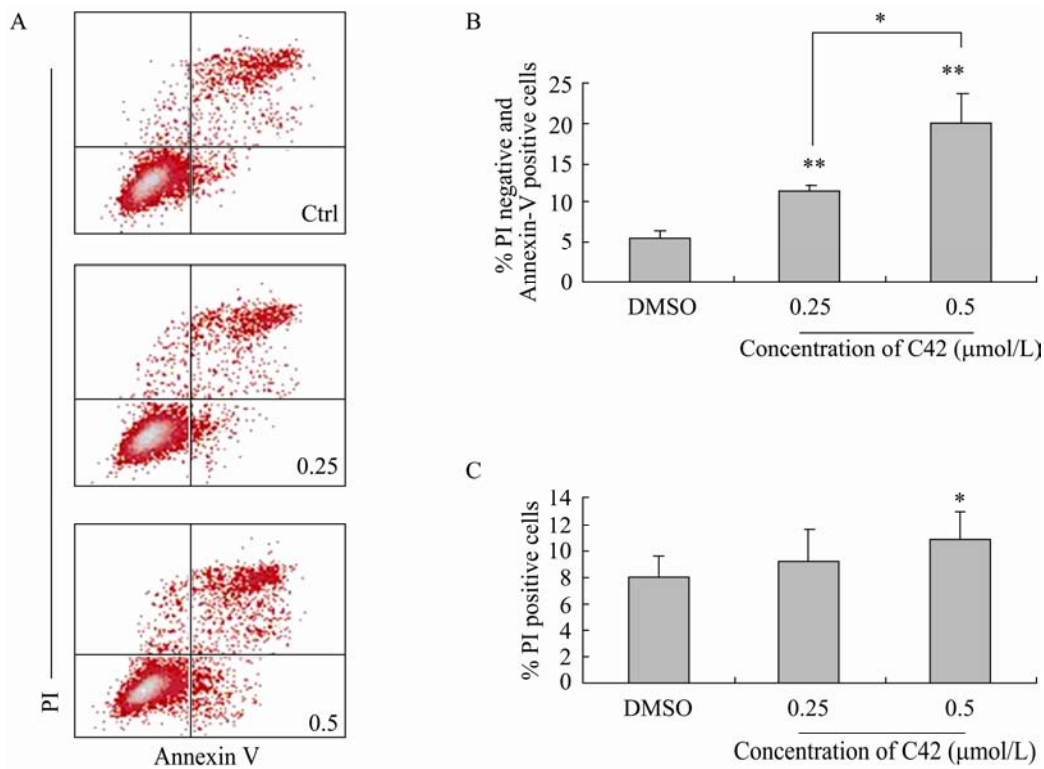 A
Ctrl
0.25
0.5
PI
Annexin V
B
*
**
**
% PI negative and
Annexin-V positive cells
25
20
15
10
5
0
DMSO
0.25
0.5
Concentration of C42 (μmol/L)
C
*
% PI positive cells
14
12
10
8
6
4
2
0
DMSO
0.25
0.5
Concentration of C42 (μmol/L)